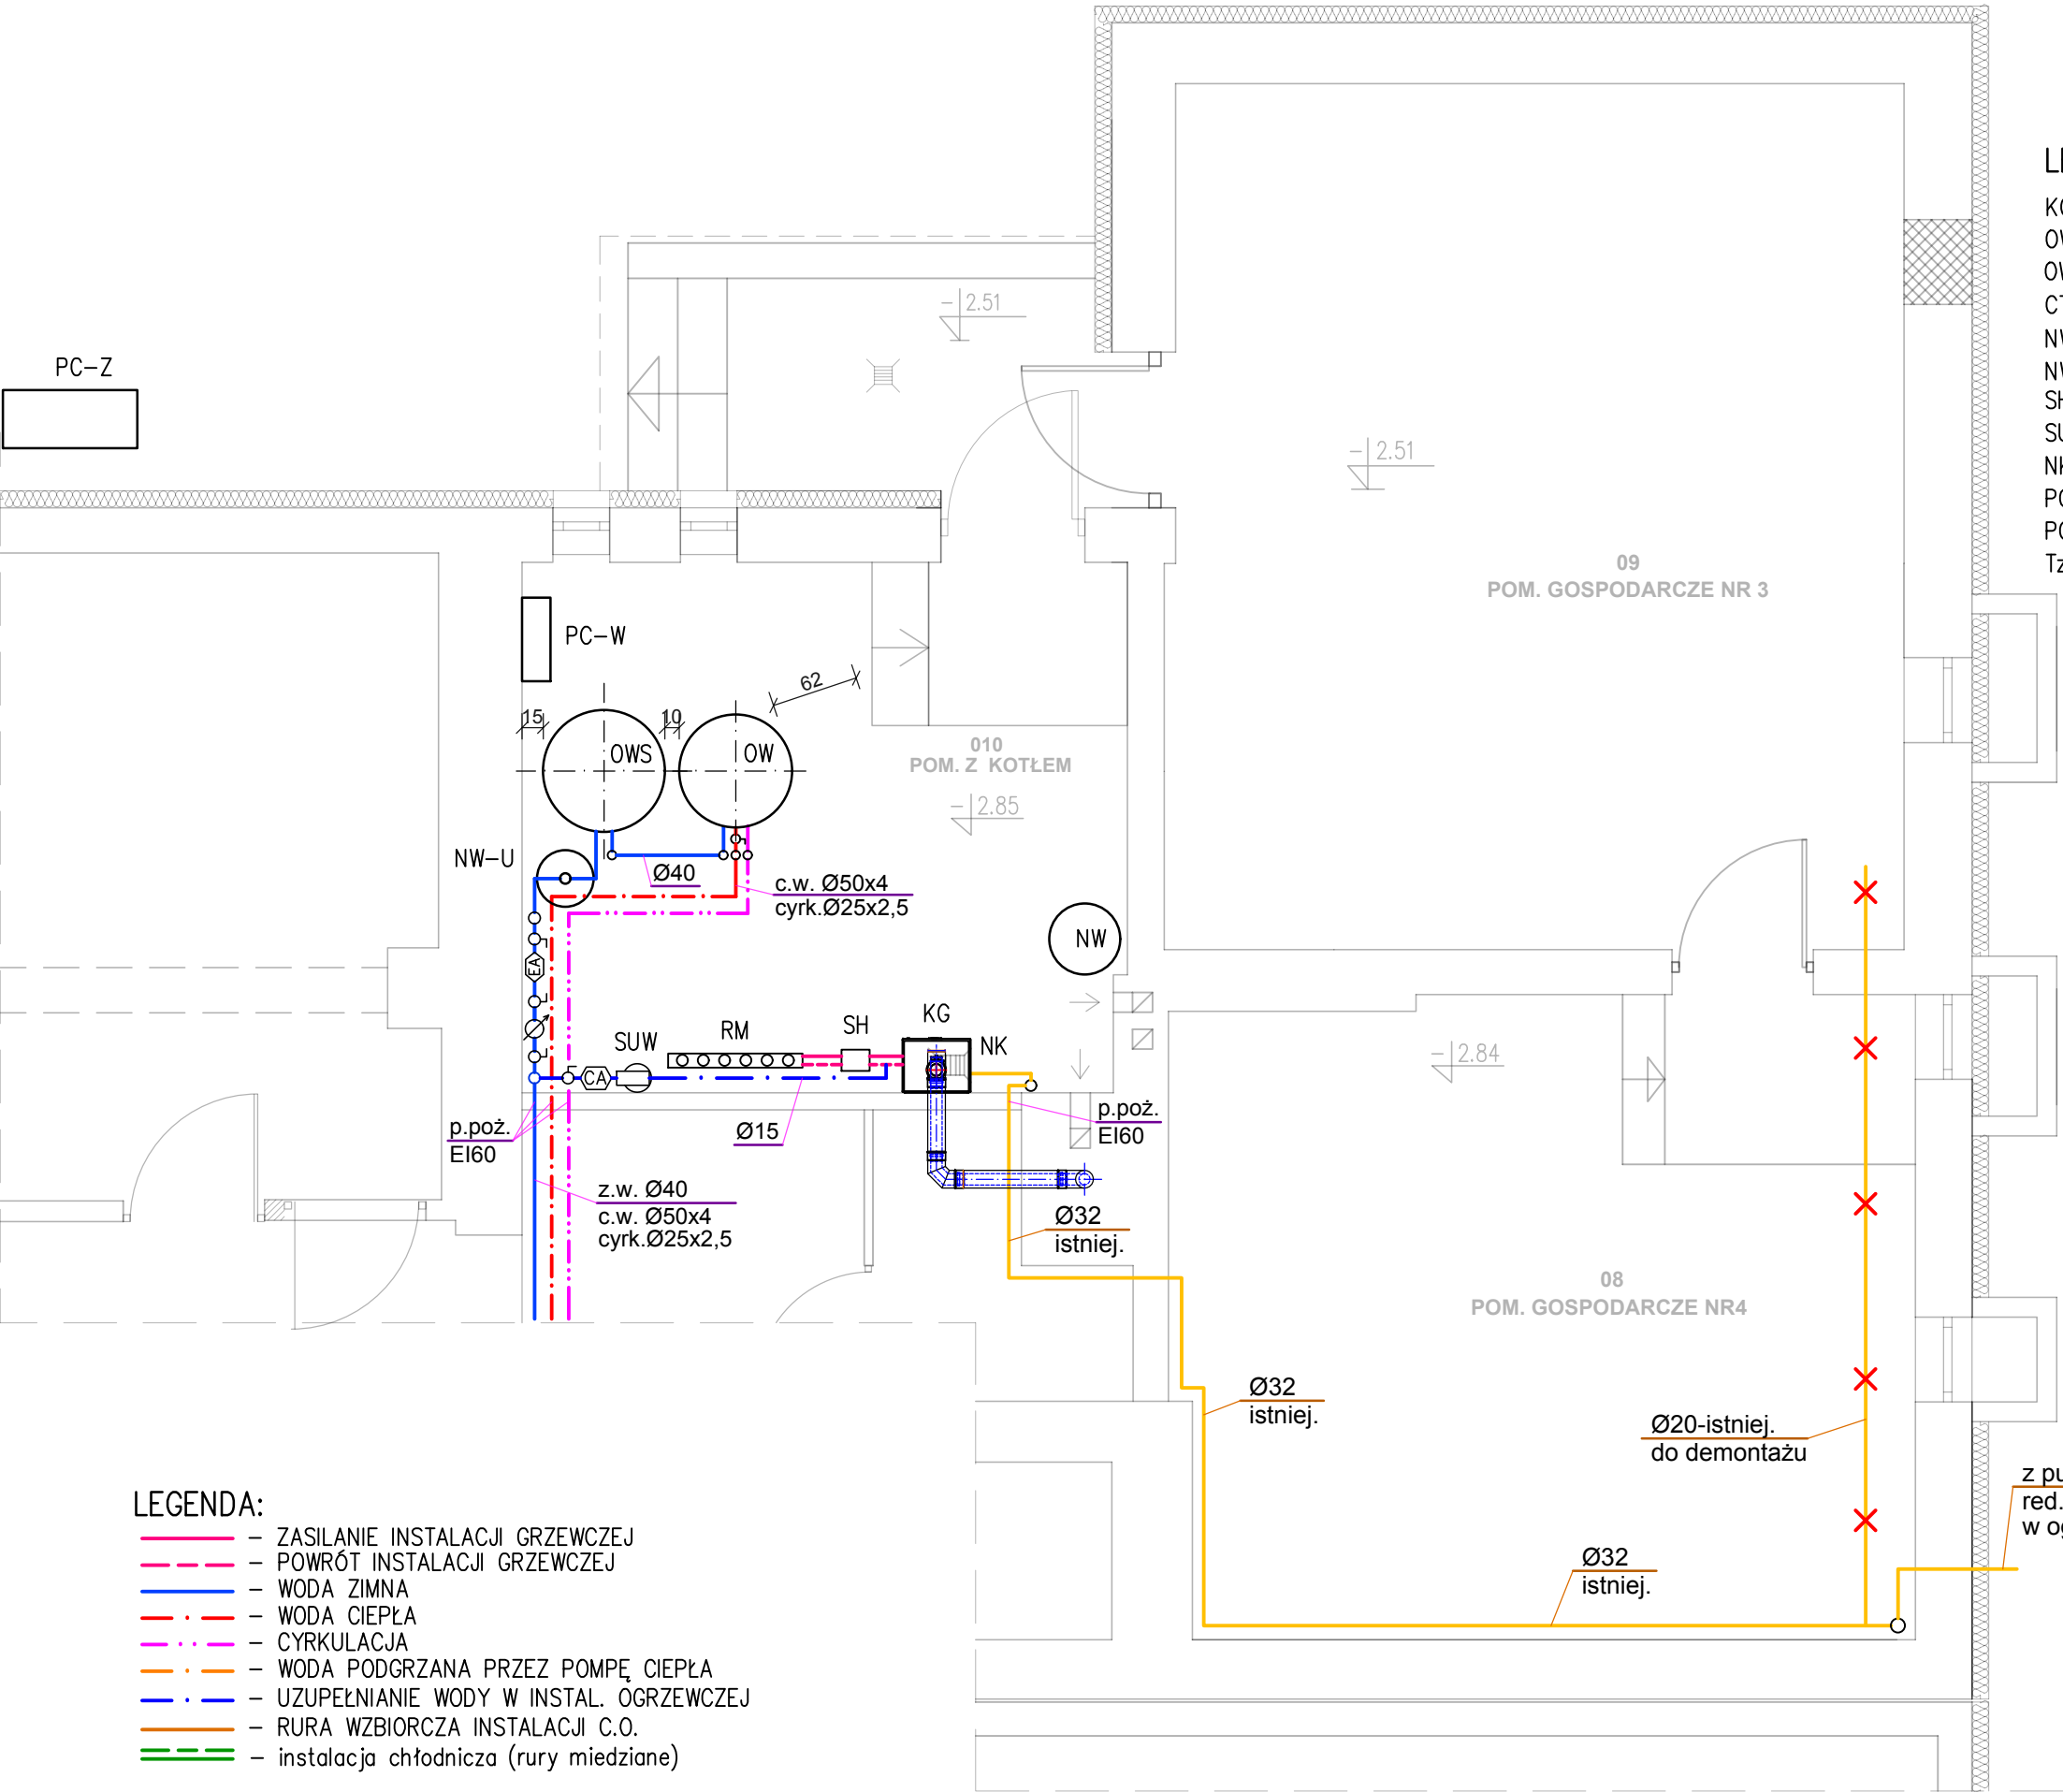 PC-Z
- 2.51
- 2.51
09
POM. GOSPODARCZE NR 3
PC-W
62
15
10
OWS
OW
010
POM. Z KOTŁEM
- 2.85
NW-U
Ø40
c.w. Ø50x4
cyrk.Ø25x2,5
NW
EA
KG
SH
RM
SUW
NK
CA
- 2.84
p.poż.
EI60
Ø15
p.poż.
EI60
z.w. Ø40
c.w. Ø50x4
cyrk.Ø25x2,5
Ø32
istniej.
08
POM. GOSPODARCZE NR4
Ø32
istniej.
Ø20-istniej.
do demontażu
z
red.
w
Ø32
istniej.
LEGENDA:
- ZASILANIE INSTALACJI GRZEWCZEJ
- POWRÓT INSTALACJI GRZEWCZEJ
- WODA ZIMNA
- WODA CIEPŁA
- CYRKULACJA
- WODA PODGRZANA PRZEZ POMPĘ CIEPŁA
- UZUPEŁNIANIE WODY W INSTAL. OGRZEWCZEJ
- RURA WZBIORCZA INSTALACJI C.O.
- instalacja chłodnicza (rury miedziane)